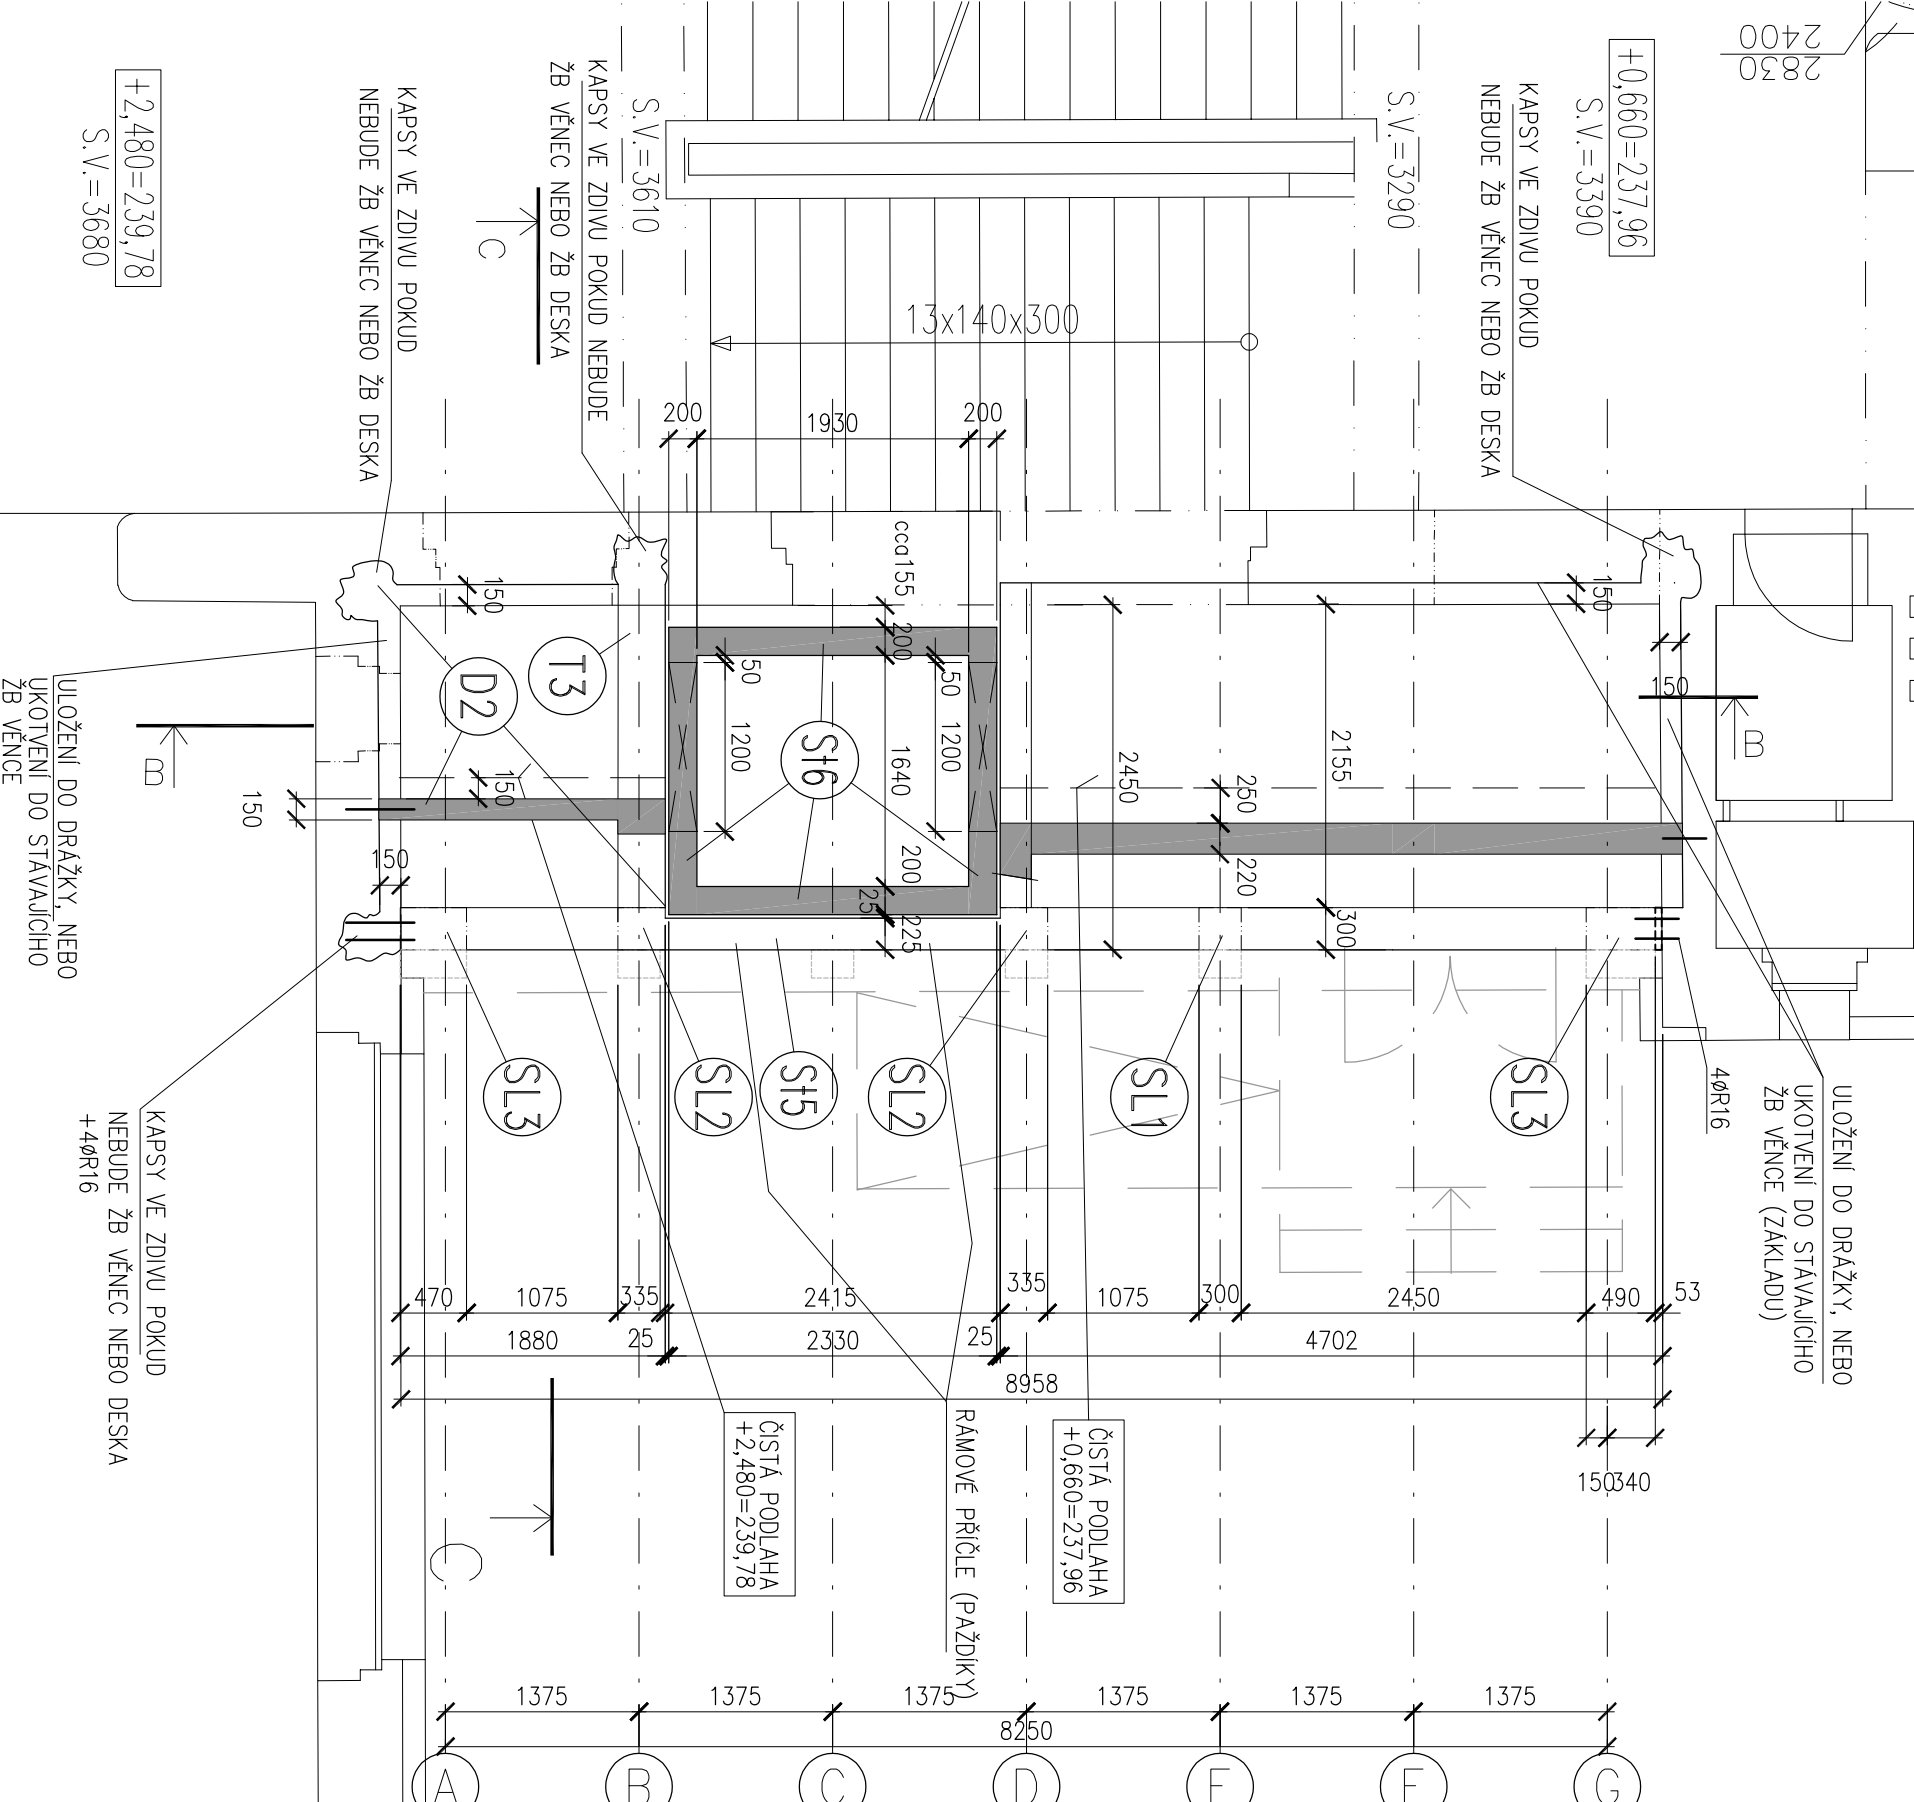 2830
2400
+0,660=237,96
S.V.=3390
KAPSY VE ZDIVU POKUD
NEBUDE ŽB VĚNEC NEBO ŽB DESKA
S.V.=3290
S.V.=3610
KAPSY VE ZDIVU POKUD NEBUDE
ŽB VĚNEC NEBO ŽB DESKA
C
KAPSY VE ZDIVU POKUD
NEBUDE ŽB VĚNEC NEBO ŽB DESKA
+2,480=239,78
S.V.=3680
13x140x300
200
1930
200
cca155
150
150
150
200
50
50
1200
1200
1640
200
25
225
2450
2155
250
220
300
150
150
150
T3
D2
St6
B
B
ULOŽENÍ DO DRÁŽKY, NEBO
UKOTVENÍ DO STÁVAJÍCÍHO
ŽB VĚNCE
SL3
SL2
St5
SL2
SL1
SL3
4øR16
ULOŽENÍ DO DRÁŽKY, NEBO
UKOTVENÍ DO STÁVAJÍCÍHO
ŽB VĚNCE (ZÁKLADU)
KAPSY VE ZDIVU POKUD
NEBUDE ŽB VĚNEC NEBO DESKA
+4øR16
470
1075
335
2415
335
1075
300
2450
490
53
1880
25
2330
25
4702
8958
150
340
ČISTÁ PODLAHA
+2,480=239,78
RÁMOVÉ PŘÍČLE (PAŽDÍKY)
ČISTÁ PODLAHA
+0,660=237,96
C
1375
1375
1375
1375
1375
1375
8250
A
B
C
D
G